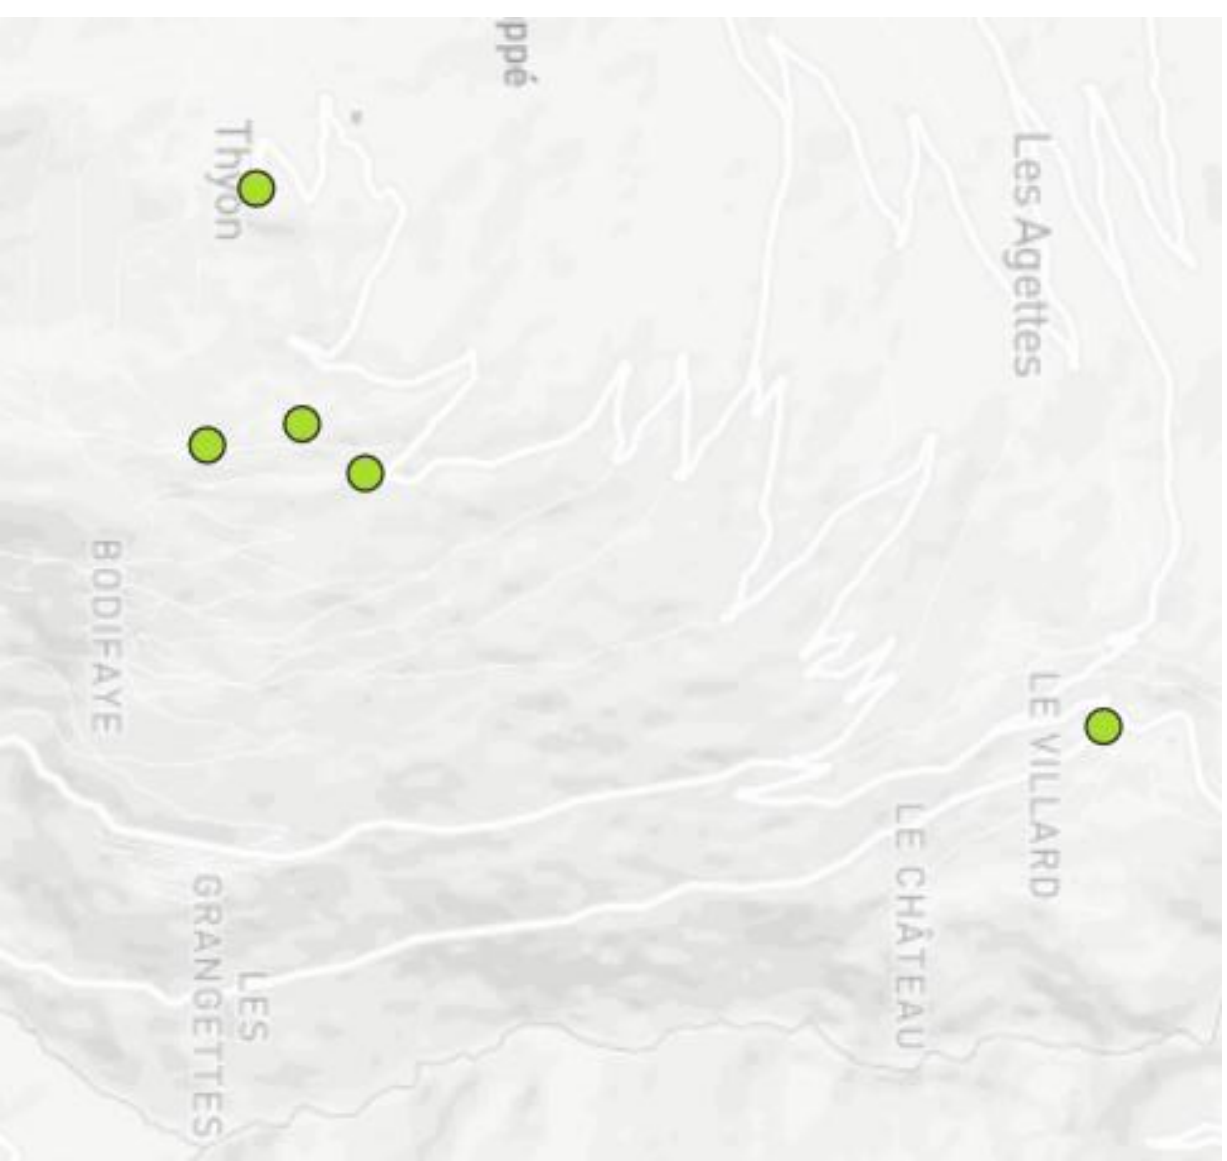 ppé
Les Agettes
Thyon
LE VILLARD
LE CHÂTEAU
BODIFAYE
LES
GRANGETTES